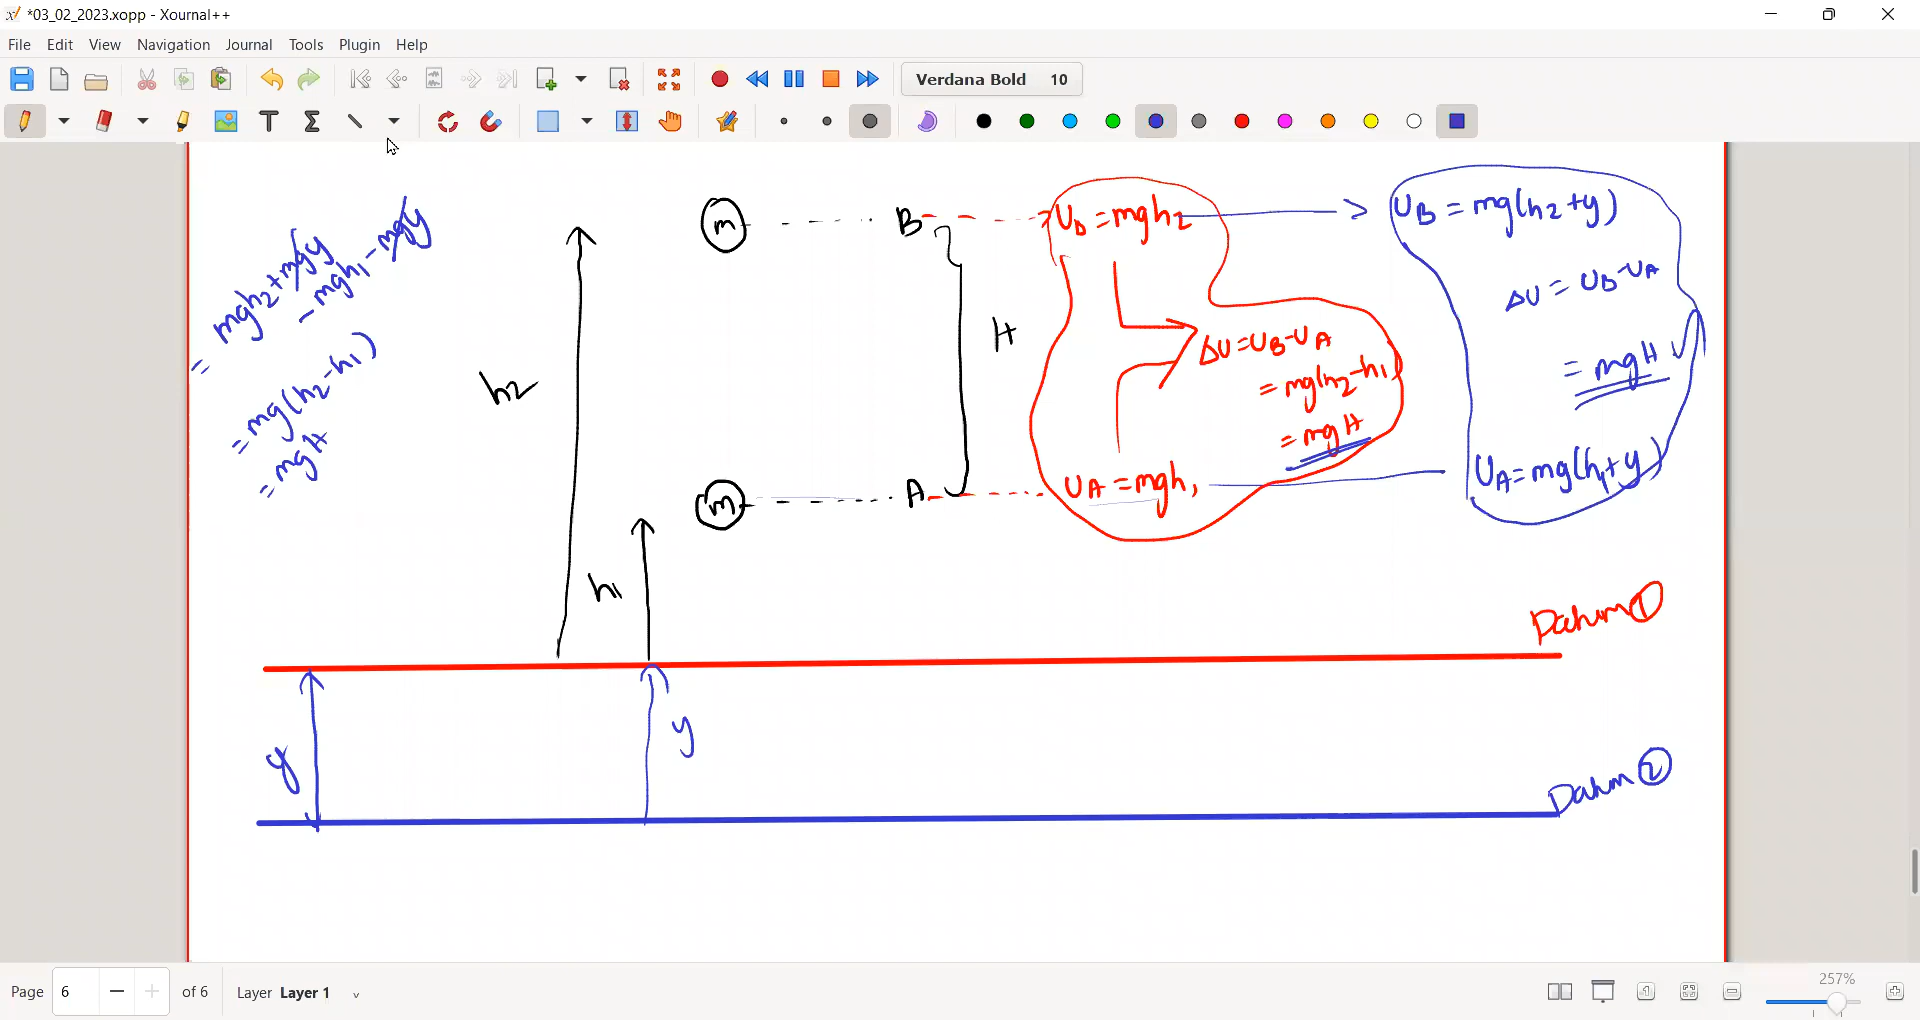 *03_02_2023.xopp - Xournal++
File Edit View Navigation Journal Tools Plugin Help
Verdana Bold 10
= mgh2 + mgy
- mgh1 - mgy
= mg(h2-h1)
= mgH
h2
h1
m
B
H
m
A
UB = mgh2
ΔU = UB-UA
= mg(h2-h1)
= mgH
UA = mgh1
UB = mg(h2+y)
ΔU = UB-UA
= mgH
UA = mg(h1+y)
Datum 1
y
y
Datum 2
Page 6 of 6 Layer Layer 1
257%